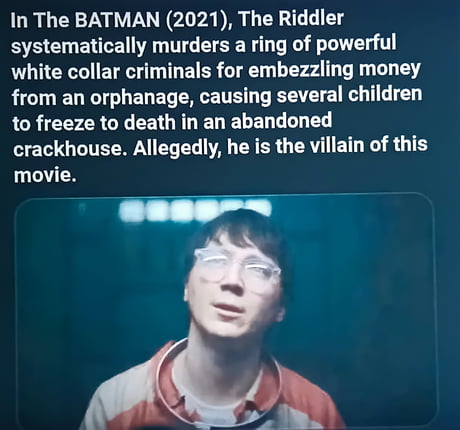 In The BATMAN (2021), The Riddler
systematically murders a ring of powerful
white collar criminals for embezzling money
from an orphanage, causing several children
to freeze to death in an abandoned
crackhouse. Allegedly, he is the villain of this
movie.